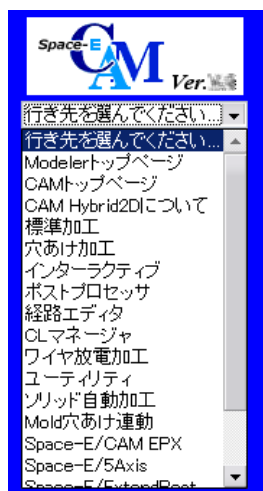 Space-E
CAM
Ver.
行き先を選んでください...
行き先を選んでください...
Modelerトップページ
CAMトップページ
CAM Hybrid2Dについて
標準加工
穴あけ加工
インターラクティブ
ポストプロセッサ
経路エディタ
CLマネージャ
ワイヤ放電加工
ユーティリティ
ソリッド自動加工
Mold穴あけ連動
Space-E/CAM EPX
Space-E/5Axis
Space-E/ExtendPost